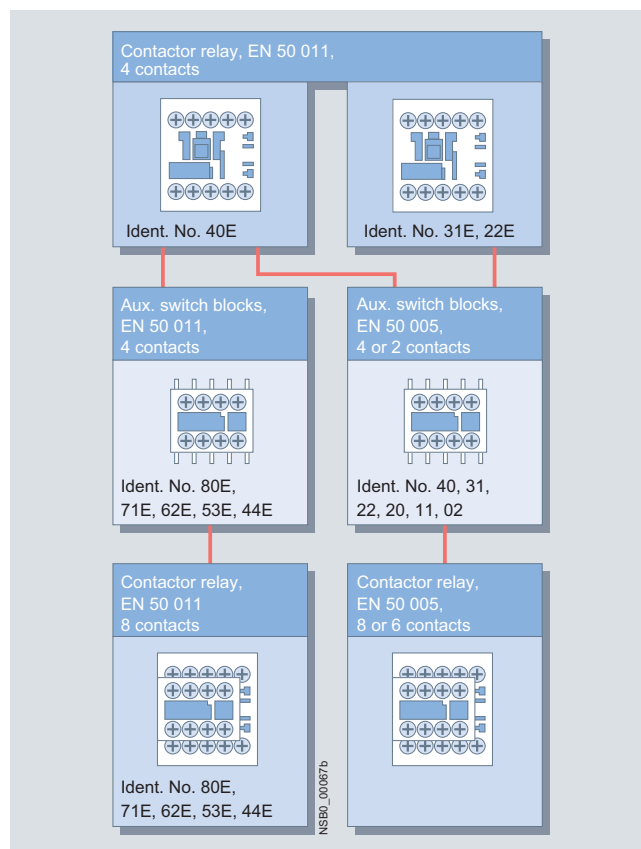 Contactor relay, EN 50 011,
4 contacts
Ident. No. 40E
Ident. No. 31E, 22E
Aux. switch blocks,
EN 50 011,
4 contacts
Ident. No. 80E,
71E, 62E, 53E, 44E
Aux. switch blocks,
EN 50 005,
4 or 2 contacts
Ident. No. 40, 31,
22, 20, 11, 02
Contactor relay,
EN 50 011
8 contacts
Ident. No. 80E,
71E, 62E, 53E, 44E
Contactor relay,
EN 50 005,
8 or 6 contacts
NSB0_00067b